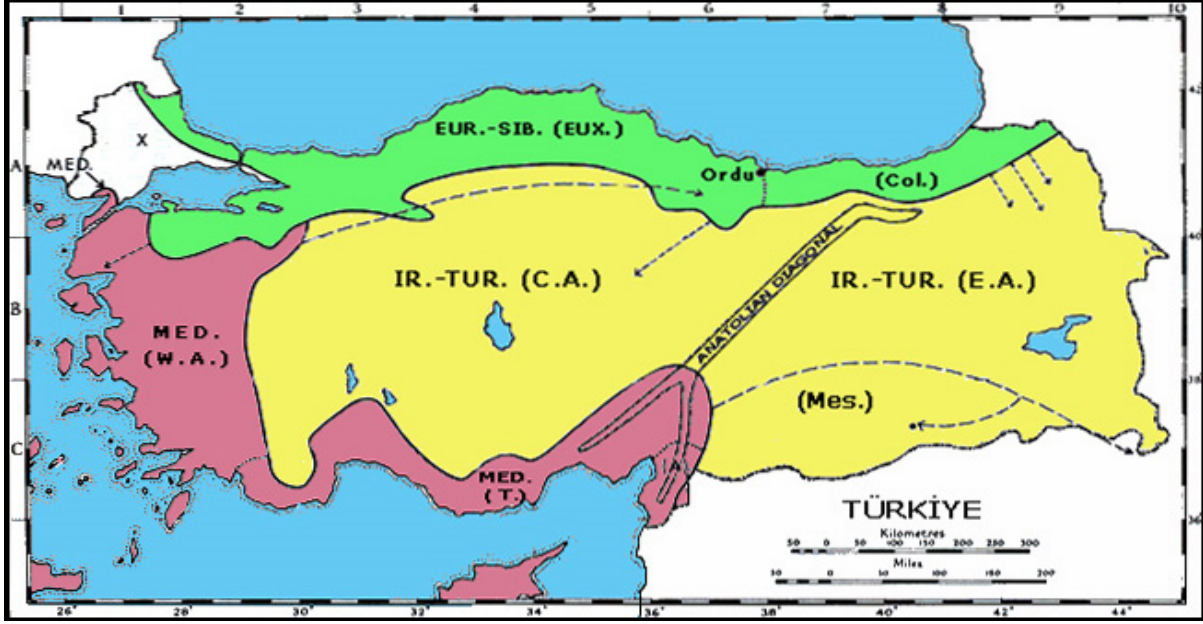 1 2 3 4 5 6 7 8 9 10
42
EUR.-SIB. (EUX.)
X
MED.
A
Ordu
(Col.)
40
IR.-TUR. (C.A.)
ANATOLIAN DIAGONAL
IR.-TUR. (E.A.)
B
MED.
(W.A.)
38
(Mes.)
C
MED.
(T.)
A
TÜRKİYE
36
Kilometres
50 0 50 100 150 200 250 300
Miles
50 0 50 100 150 200
26° 28° 30° 32° 34° 36° 38° 40° 42° 44°